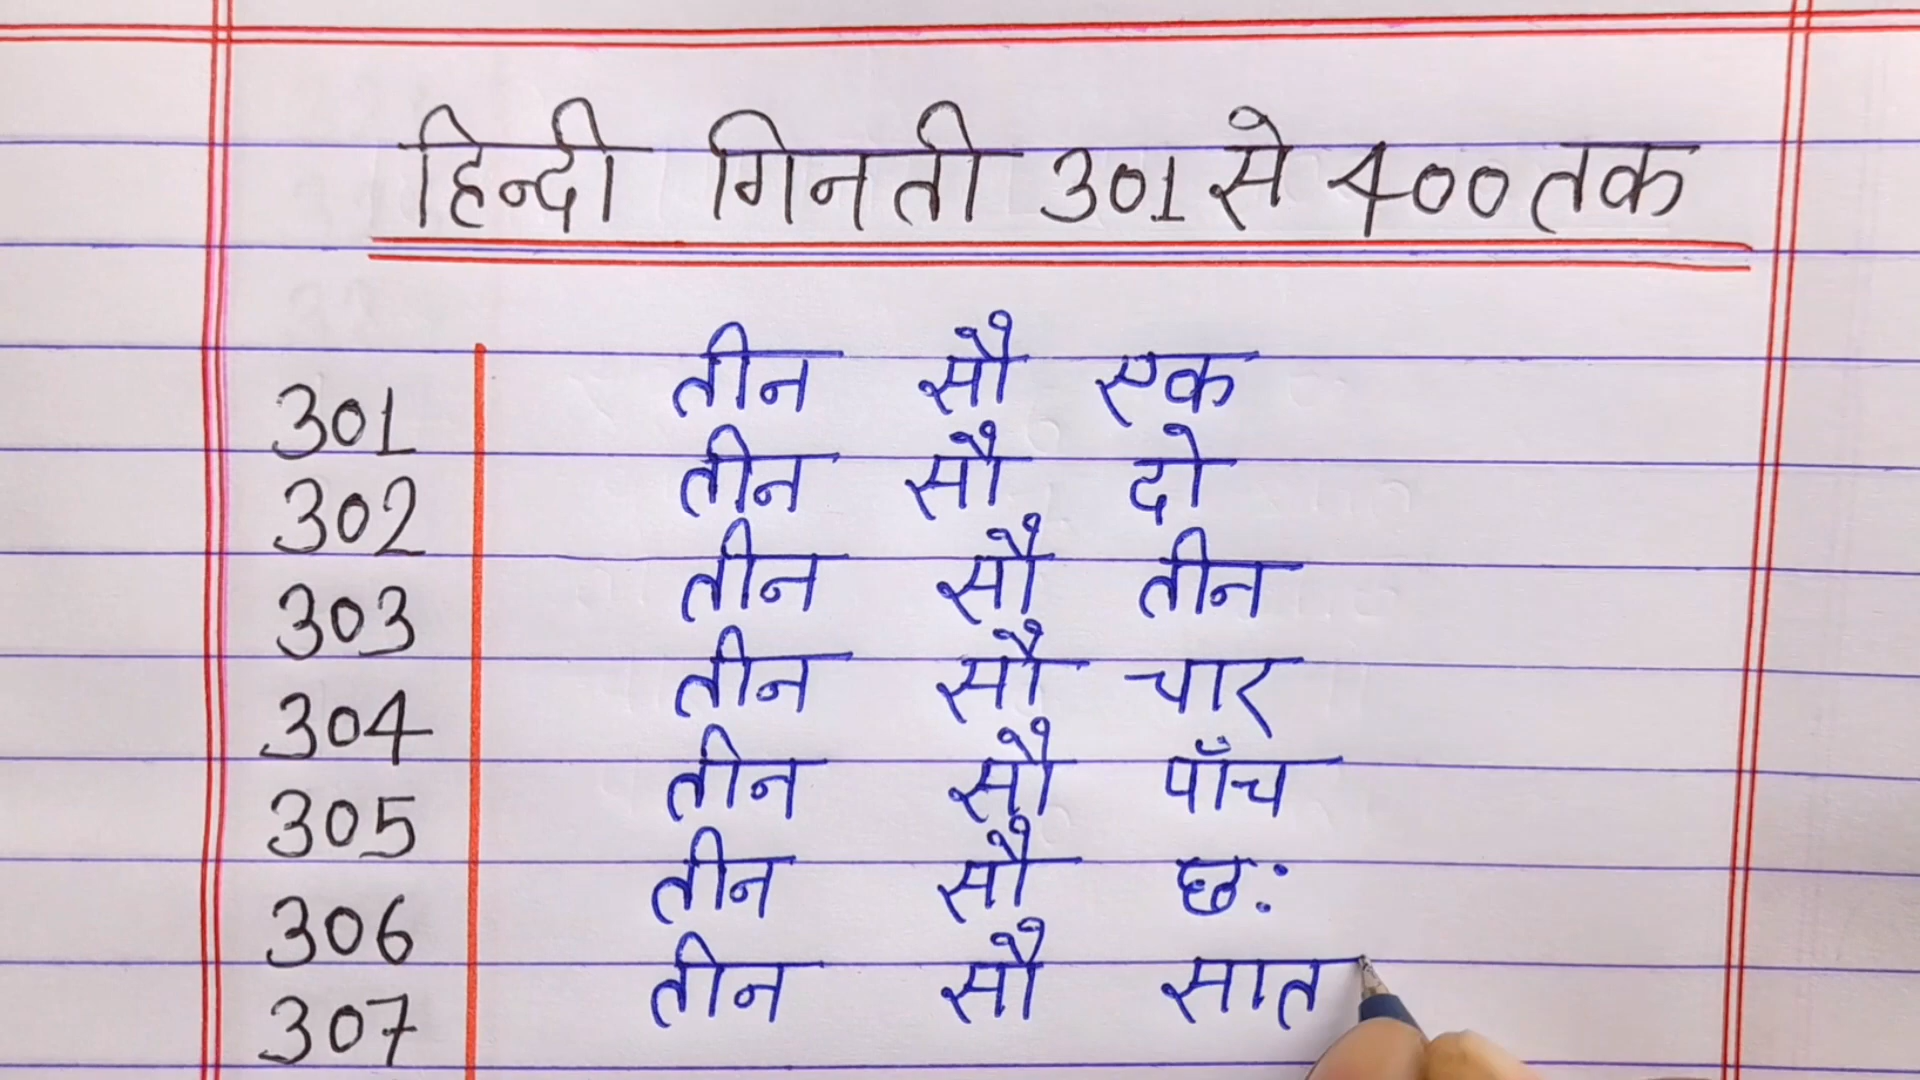 हिन्दी गिनती 301 से 400 तक
301 तीन सौ एक
302 तीन सौ दो
303 तीन सौ तीन
304 तीन सौ चार
305 तीन सौ पाँच
306 तीन सौ छः
307 तीन सौ सात